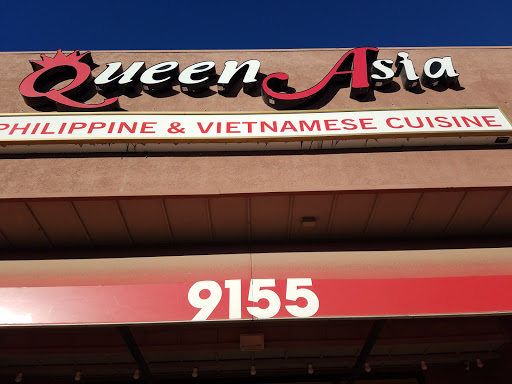 Queen Asia
PHILIPPINE & VIETNAMESE CUISINE
9155